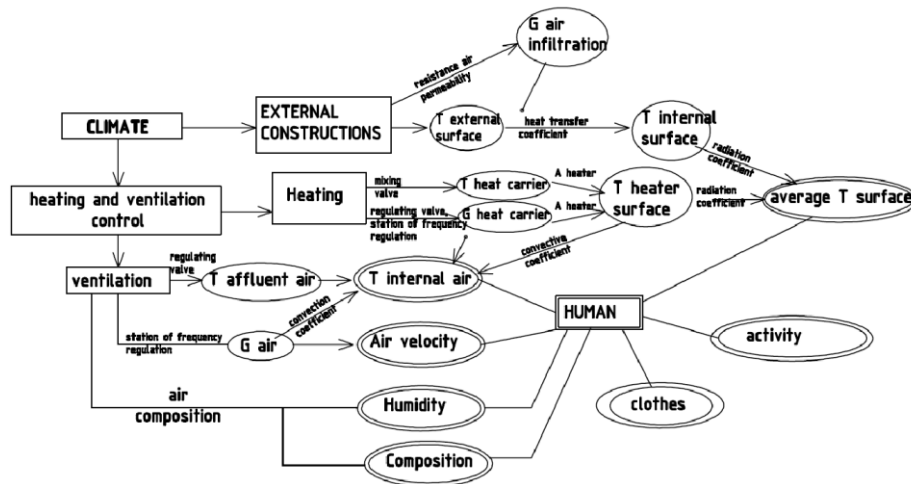 G air
infiltration
resistance air
permeability
EXTERNAL
CONSTRUCTIONS
CLIMATE
T external
surface
heat transfer
coefficient
T internal
surface
radiation
coefficient
heating and ventilation
control
Heating
mixing
valve
T heat carrier
A heater
T heater
surface
radiation
coefficient
average T surface
regulating valve,
station of frequency
regulation
G heat carrier
A heater
convective
coefficient
ventilation
regulating
valve
T affluent air
T internal air
HUMAN
convection
coefficient
station of frequency
regulation
G air
Air velocity
activity
air
composition
Humidity
clothes
Composition